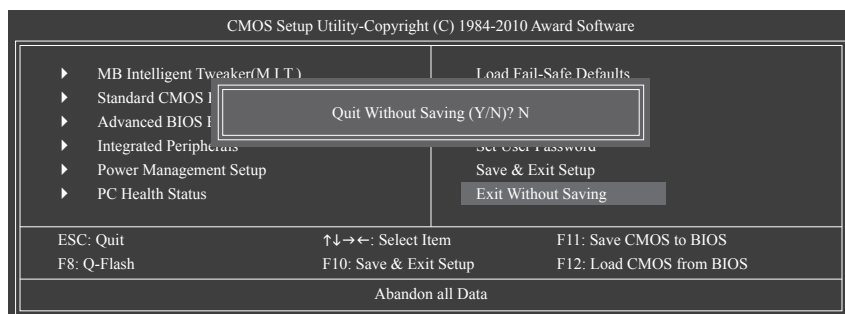 CMOS Setup Utility-Copyright (C) 1984-2010 Award Software
MB Intelligent Tweaker(M.I.T.)
Load Fail-Safe Defaults
Standard CMOS
Advanced BIOS
Quit Without Saving (Y/N)? N
Integrated Peripherals
Set User Password
Power Management Setup
Save & Exit Setup
PC Health Status
Exit Without Saving
ESC: Quit
↑↓→←: Select Item
F11: Save CMOS to BIOS
F8: Q-Flash
F10: Save & Exit Setup
F12: Load CMOS from BIOS
Abandon all Data